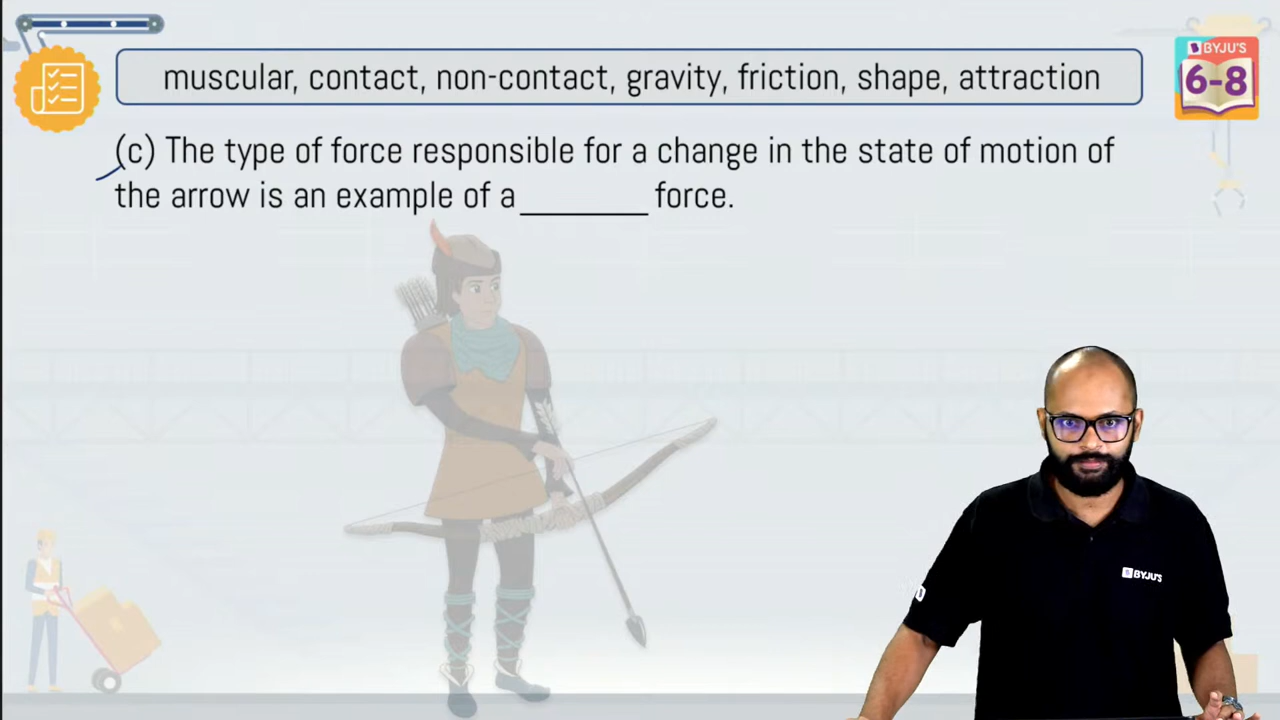 BYJU'S
6-8
muscular, contact, non-contact, gravity, friction, shape, attraction
(c) The type of force responsible for a change in the state of motion of
the arrow is an example of a ________ force.
BYJU'S